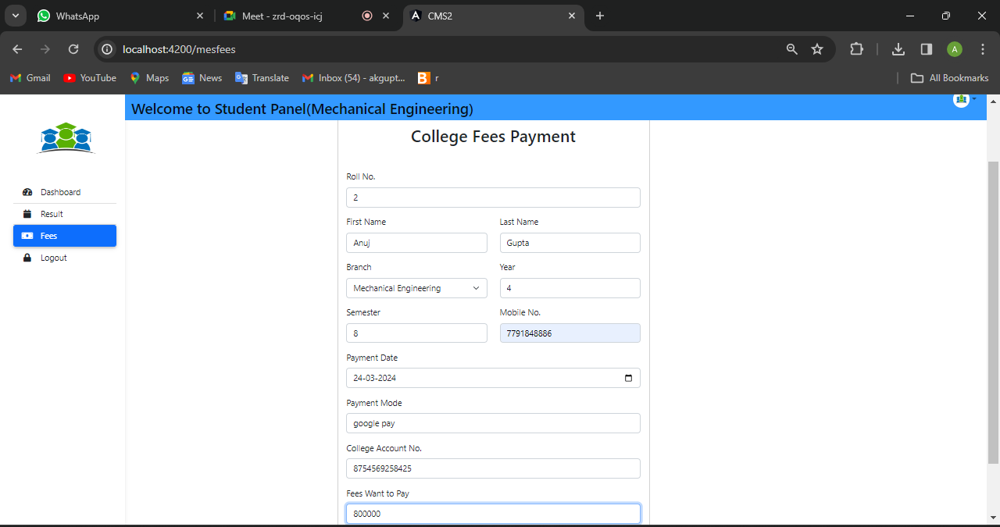 WhatsApp
Meet - zrd-oqos-icj
CMS2
localhost:4200/mesfees
A
Gmail
YouTube
Maps
News
Translate
Inbox (54) - akgupt...
r
All Bookmarks
Welcome to Student Panel(Mechanical Engineering)
Dashboard
Result
Fees
Logout
College Fees Payment
Roll No.
2
First Name Last Name
Anuj Gupta
Branch Year
Mechanical Engineering 4
Semester Mobile No.
8 7791848886
Payment Date
24-03-2024
Payment Mode
google pay
College Account No.
8754569258425
Fees Want to Pay
800000